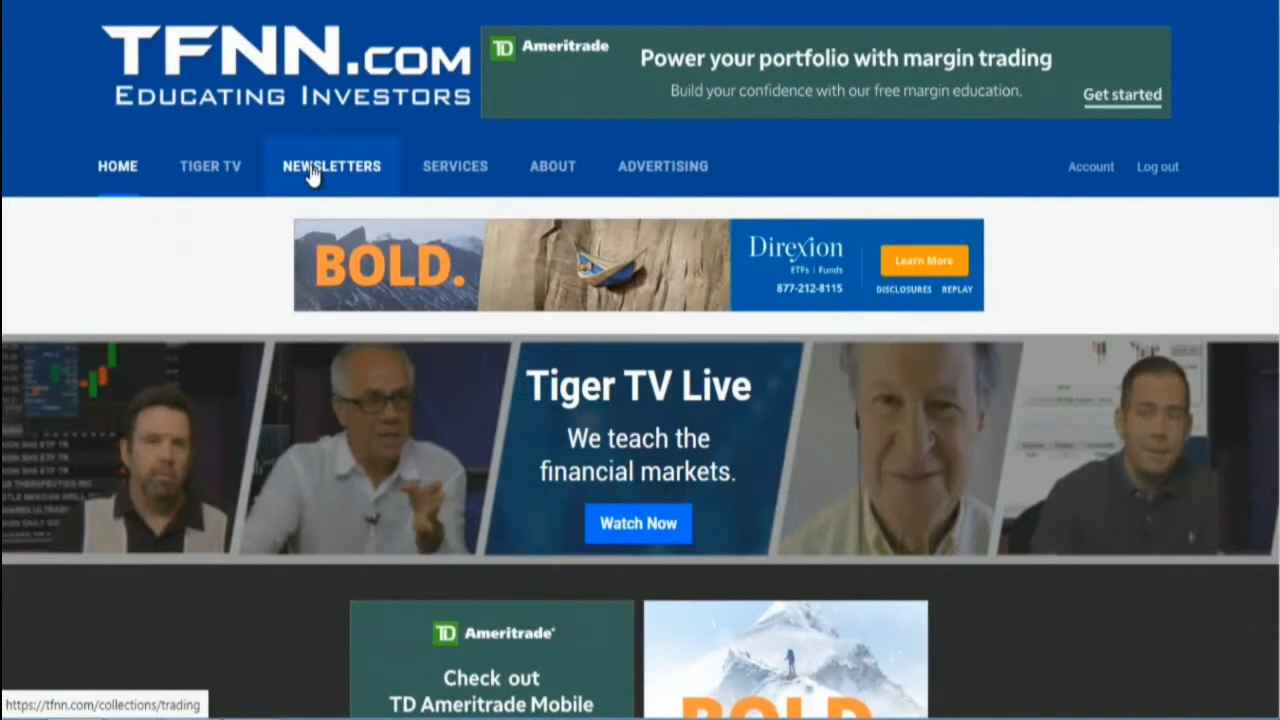 TFNN.COM
EDUCATING INVESTORS
TD Ameritrade
Power your portfolio with margin trading
Build your confidence with our free margin education.
Get started
HOME
TIGER TV
NEWSLETTERS
SERVICES
ABOUT
ADVERTISING
Account
Log out
BOLD.
Direxion
ETFs | Funds
877-212-8115
Learn More
DISCLOSURES
REPLAY
Tiger TV Live
We teach the
financial markets.
Watch Now
TD Ameritrade®
Check out
TD Ameritrade Mobile
BOLD
https://tfnn.com/collections/trading